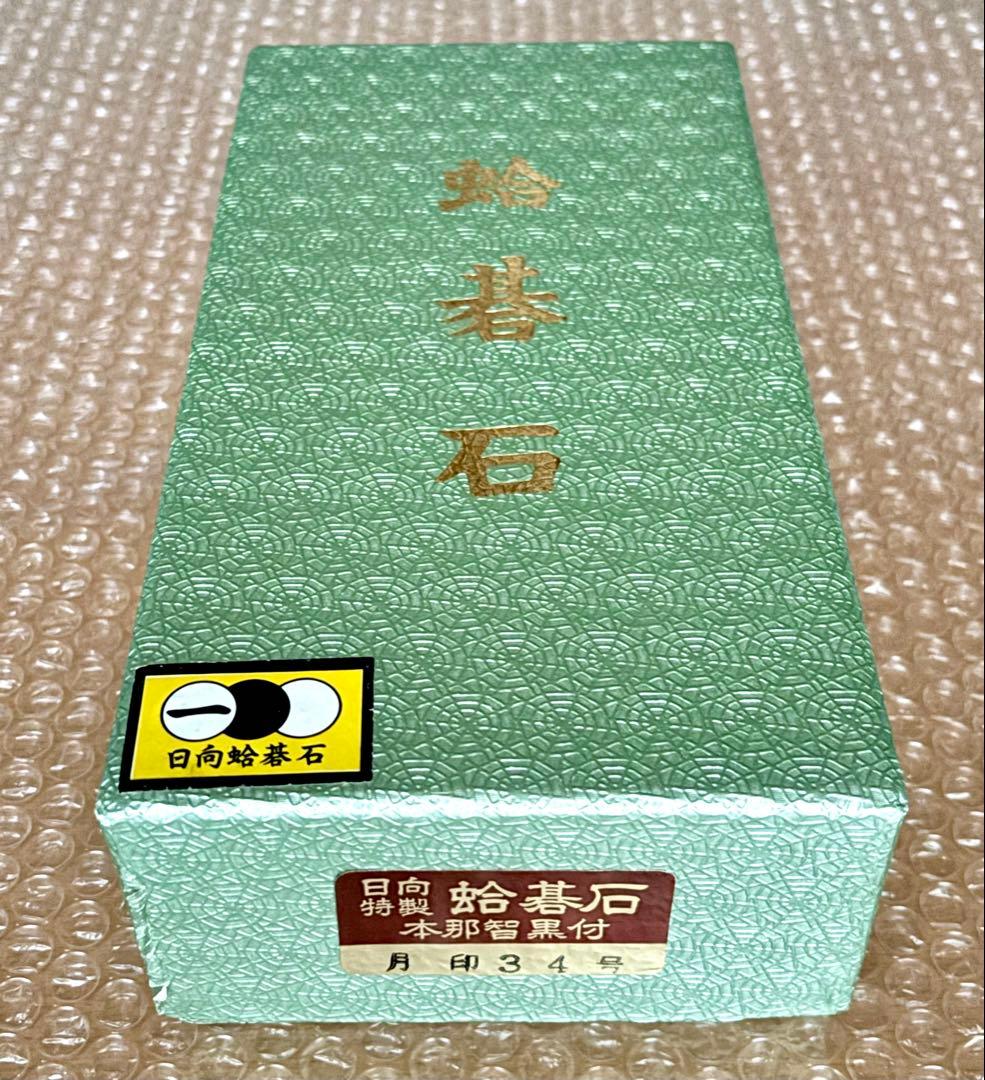 蛤碁石
一
日向蛤碁石
日向特製 蛤碁石
本那智黒付
月印34号